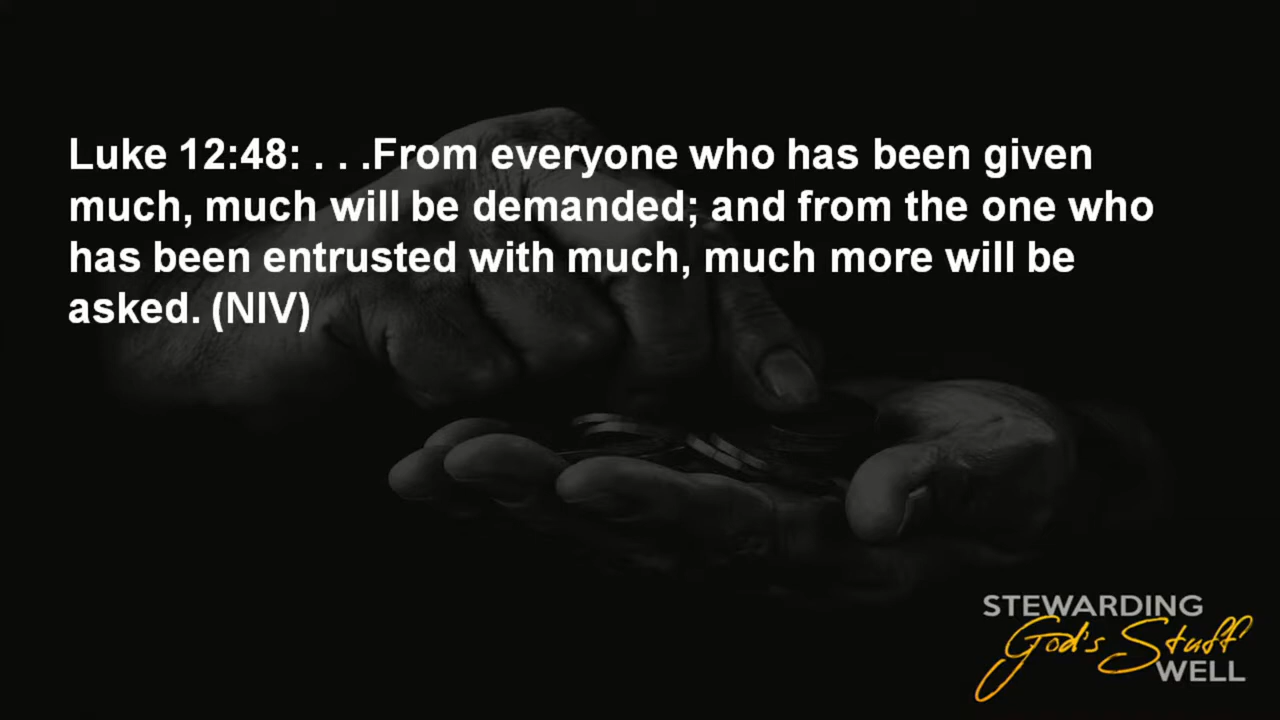 Luke 12:48: . . .From everyone who has been given
much, much will be demanded; and from the one who
has been entrusted with much, much more will be
asked. (NIV)
STEWARDING
God's Stuff
WELL